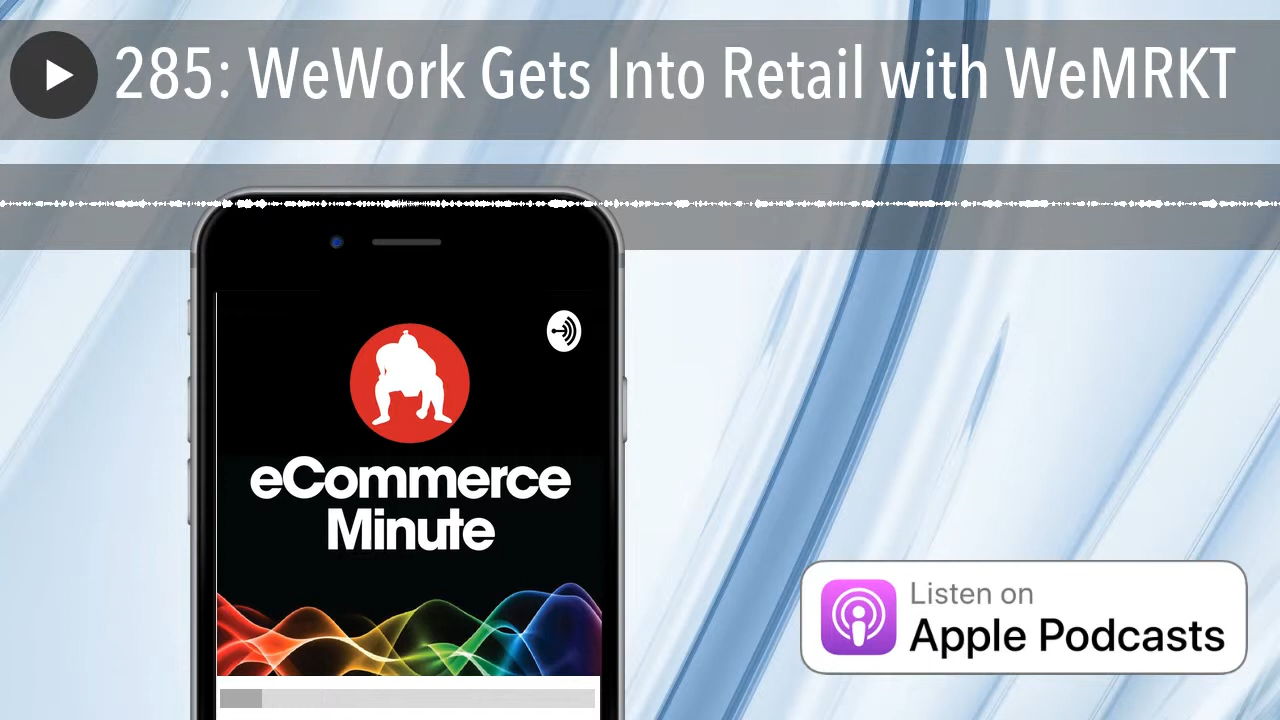 285: WeWork Gets Into Retail with WeMRKT
eCommerce
Minute
Listen on
Apple Podcasts